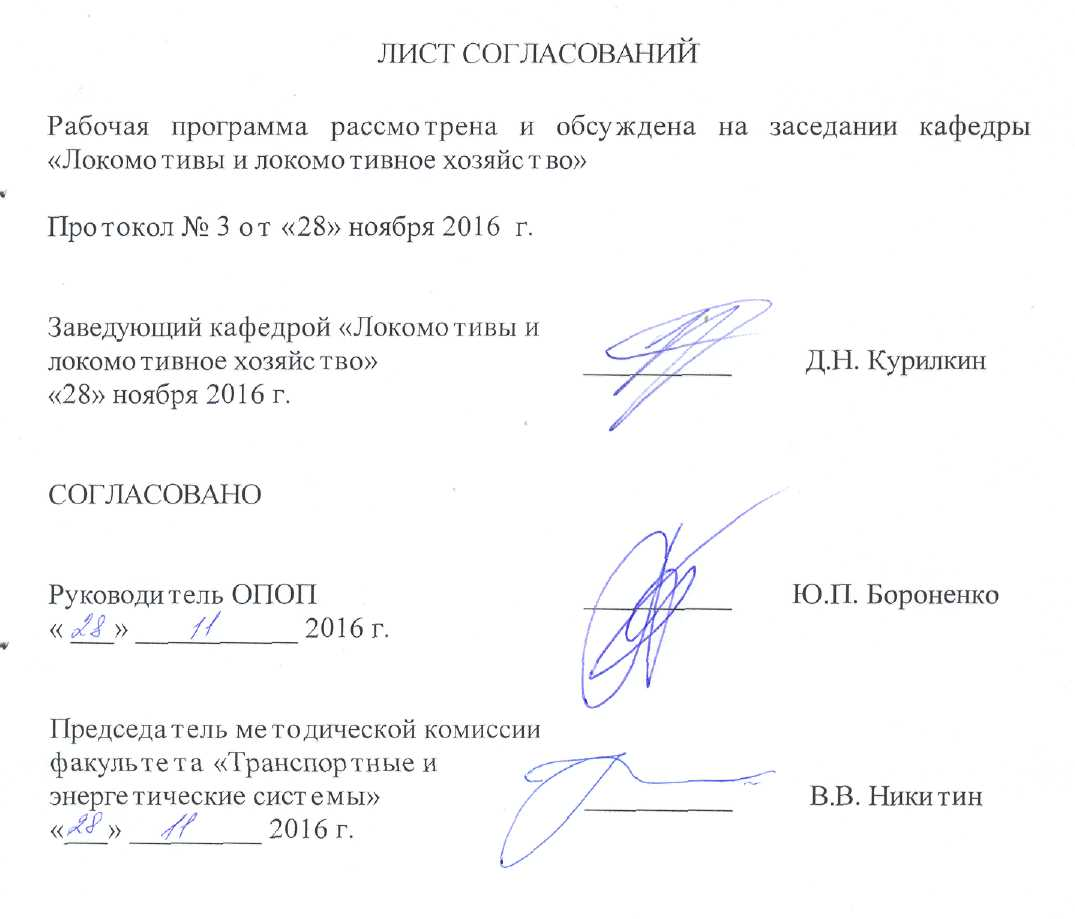 ЛИСТ СОГЛАСОВАНИЙ
Рабочая программа рассмотрена и обсуждена на заседании кафедры
«Локомотивы и локомотивное хозяйство»
Протокол № 3 от «28» ноября 2016 г.
Заведующий кафедрой «Локомотивы и
локомотивное хозяйство» Д.Н. Курилкин
«28» ноября 2016 г.
СОГЛАСОВАНО
Руководитель ОПОП Ю.П. Бороненко
«28» 11 2016 г.
Председатель методической комиссии
факультета «Транспортные и
энергетические системы» В.В. Никитин
«28» 11 2016 г.